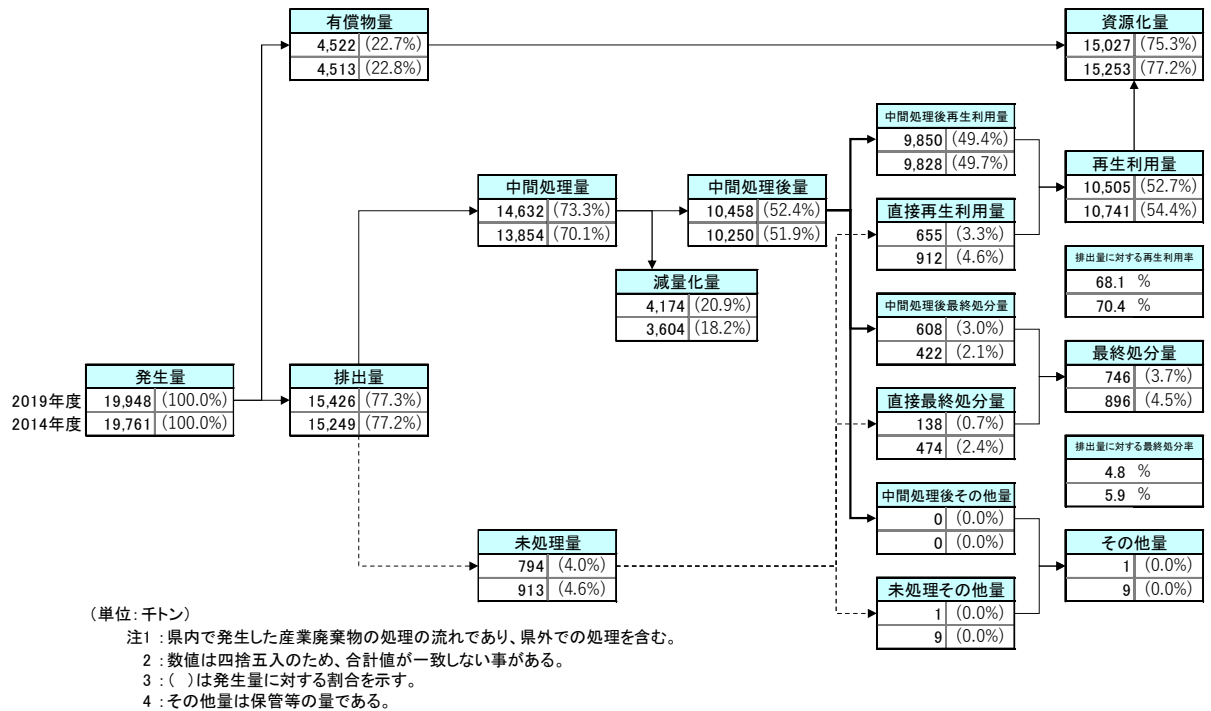 有償物量
4,522 (22.7%)
4,513 (22.8%)
資源化量
15,027 (75.3%)
15,253 (77.2%)
中間処理後再生利用量
9,850 (49.4%)
9,828 (49.7%)
再生利用量
10,505 (52.7%)
10,741 (54.4%)
中間処理量
14,632 (73.3%)
13,854 (70.1%)
中間処理後量
10,458 (52.4%)
10,250 (51.9%)
直接再生利用量
655 (3.3%)
912 (4.6%)
排出量に対する再生利用率
68.1 %
70.4 %
減量化量
4,174 (20.9%)
3,604 (18.2%)
中間処理後最終処分量
608 (3.0%)
422 (2.1%)
最終処分量
746 (3.7%)
896 (4.5%)
発生量
2019年度 19,948 (100.0%)
2014年度 19,761 (100.0%)
排出量
15,426 (77.3%)
15,249 (77.2%)
直接最終処分量
138 (0.7%)
474 (2.4%)
排出量に対する最終処分率
4.8 %
5.9 %
中間処理後その他量
0 (0.0%)
0 (0.0%)
未処理量
794 (4.0%)
913 (4.6%)
その他量
1 (0.0%)
9 (0.0%)
未処理その他量
1 (0.0%)
9 (0.0%)
（単位：千トン）
注1 ：県内で発生した産業廃棄物の処理の流れであり、県外での処理を含む。
2 ：数値は四捨五入のため、合計値が一致しない事がある。
3 ：（　）は発生量に対する割合を示す。
4 ：その他量は保管等の量である。